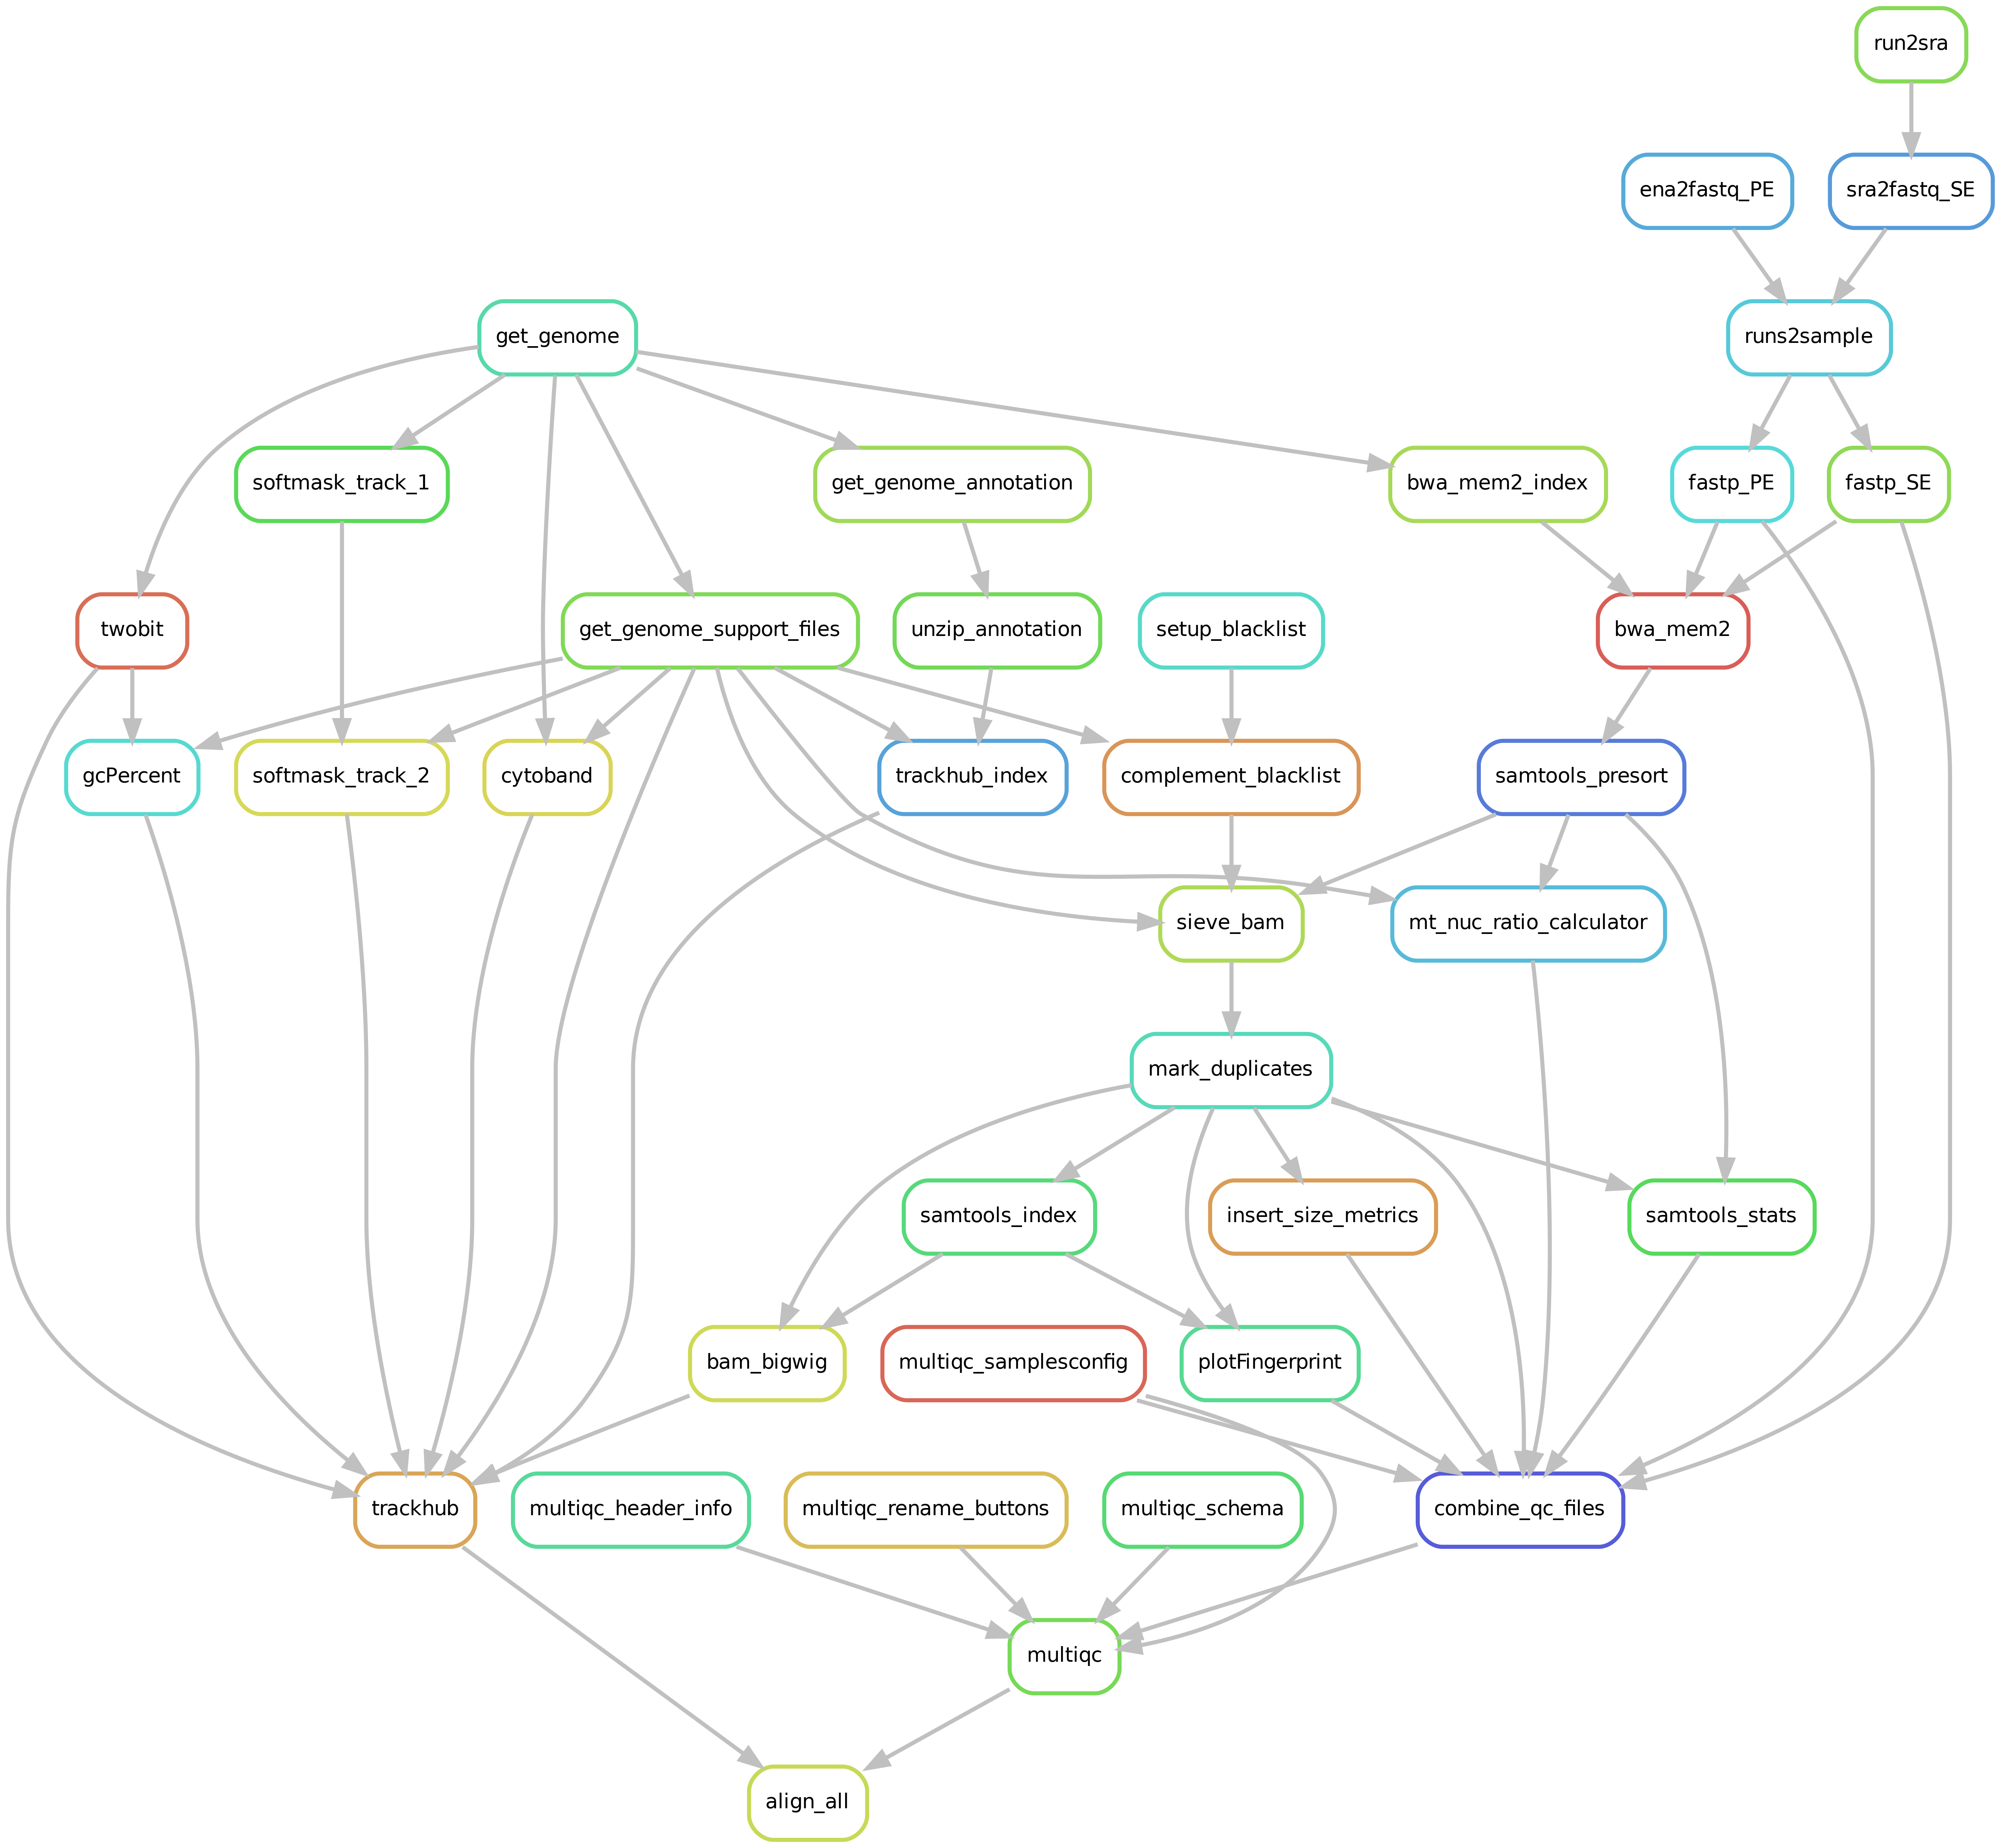 run2sra
ena2fastq_PE
sra2fastq_SE
get_genome
runs2sample
softmask_track_1
get_genome_annotation
bwa_mem2_index
fastp_PE
fastp_SE
twobit
get_genome_support_files
unzip_annotation
setup_blacklist
bwa_mem2
gcPercent
softmask_track_2
cytoband
trackhub_index
complement_blacklist
samtools_presort
sieve_bam
mt_nuc_ratio_calculator
mark_duplicates
samtools_index
insert_size_metrics
samtools_stats
bam_bigwig
multiqc_samplesconfig
plotFingerprint
trackhub
multiqc_header_info
multiqc_rename_buttons
multiqc_schema
combine_qc_files
multiqc
align_all